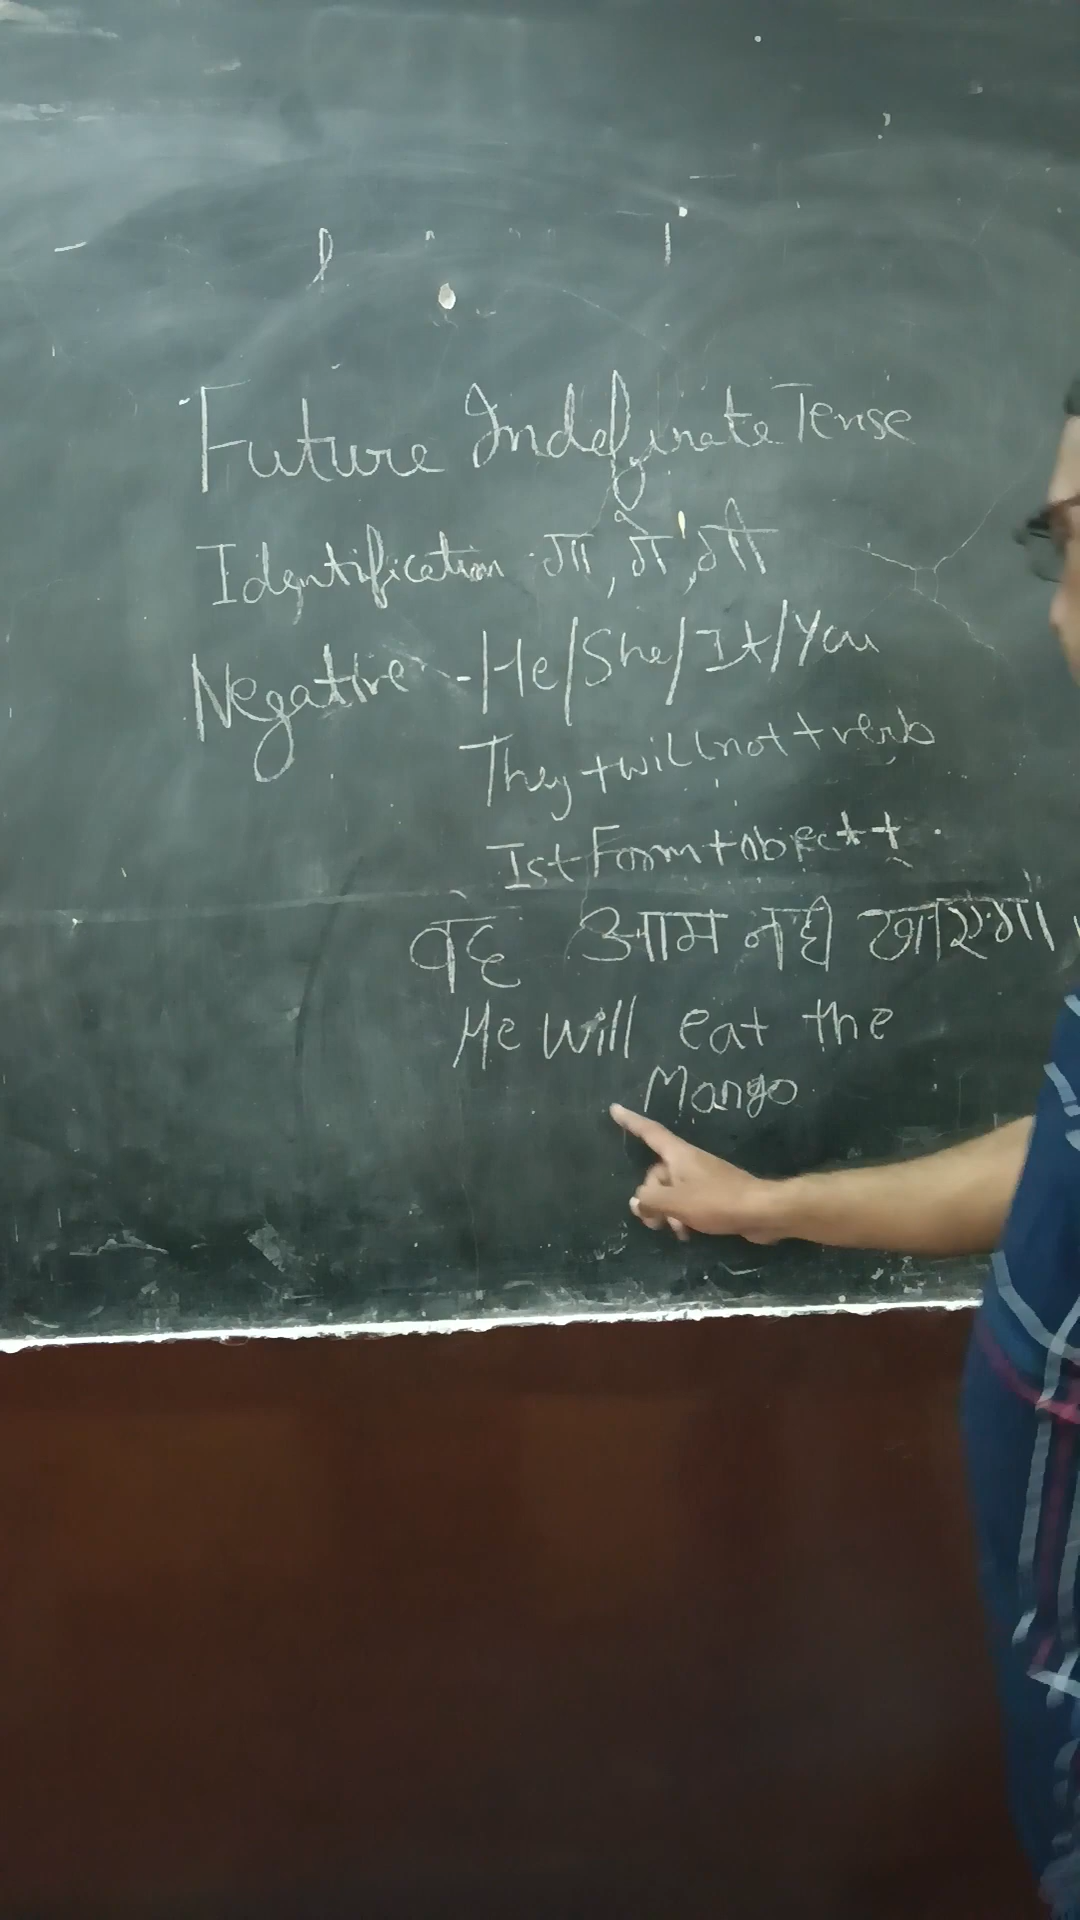 Future Indefinate Tense
Identification गा, गे, गी
Negative - He/She/It/You
They + will not + verb
Ist Form + object + .
वह आम नही खाएगा
He will eat the
Mango